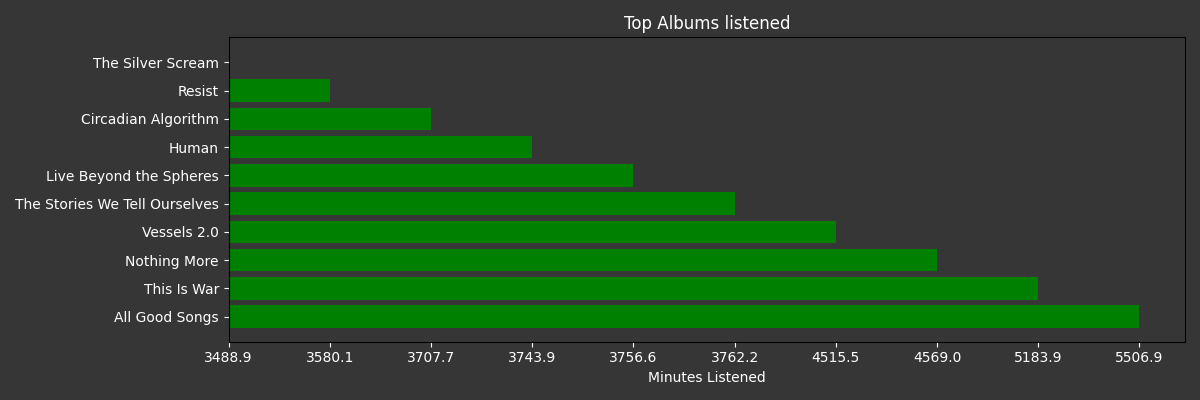 Top Albums listened
The Silver Scream
Resist
Circadian Algorithm
Human
Live Beyond the Spheres
The Stories We Tell Ourselves
Vessels 2.0
Nothing More
This Is War
All Good Songs
3488.9 3580.1 3707.7 3743.9 3756.6 3762.2 4515.5 4569.0 5183.9 5506.9
Minutes Listened